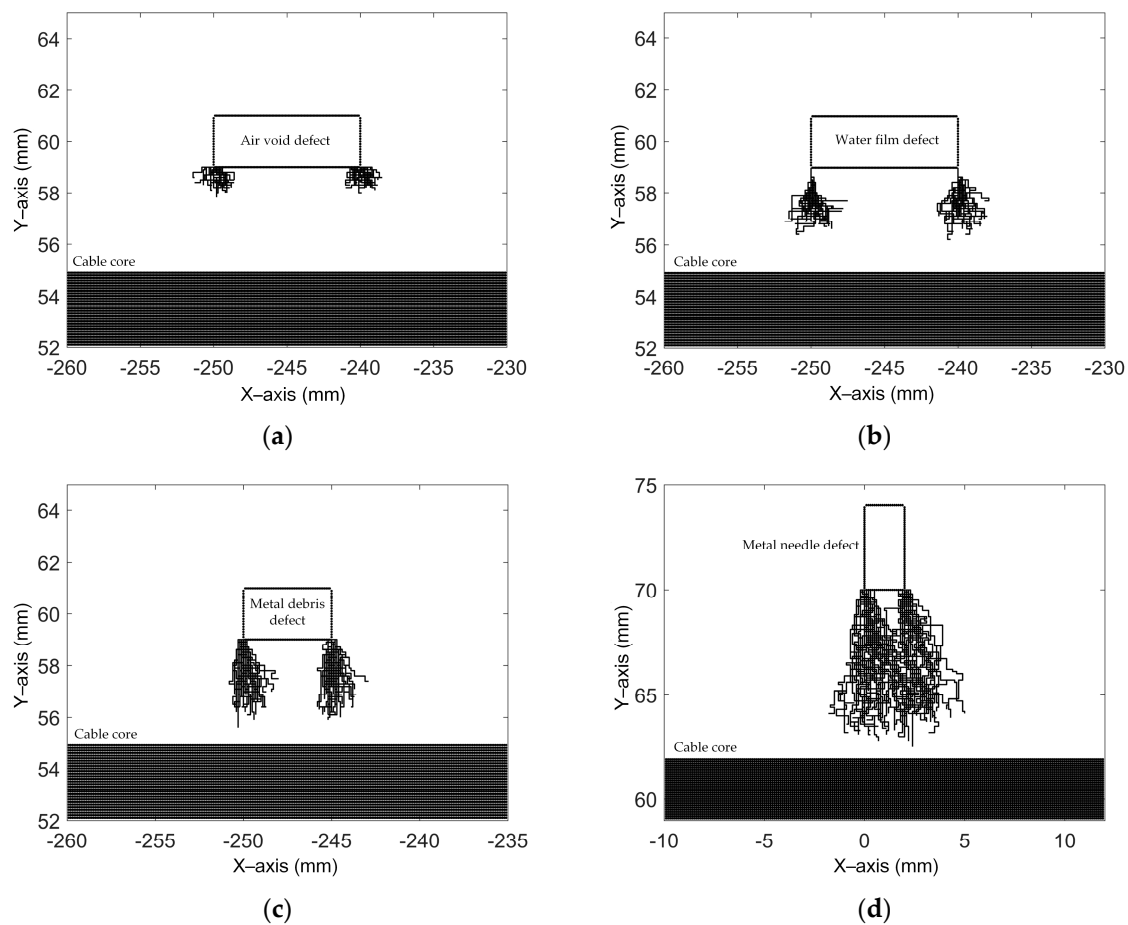 64
62
60
58
56
54
52
Y–axis (mm)
Air void defect
Cable core
-260 -255 -250 -245 -240 -235 -230
X–axis (mm)
(a)
64
62
60
58
56
54
52
Y–axis (mm)
Water film defect
Cable core
-260 -255 -250 -245 -240 -235 -230
X–axis (mm)
(b)
64
62
60
58
56
54
52
Y–axis (mm)
Metal debris
defect
Cable core
-260 -255 -250 -245 -240 -235
X–axis (mm)
(c)
75
70
65
60
Y–axis (mm)
Metal needle defect
Cable core
-10 -5 0 5 10
X–axis (mm)
(d)